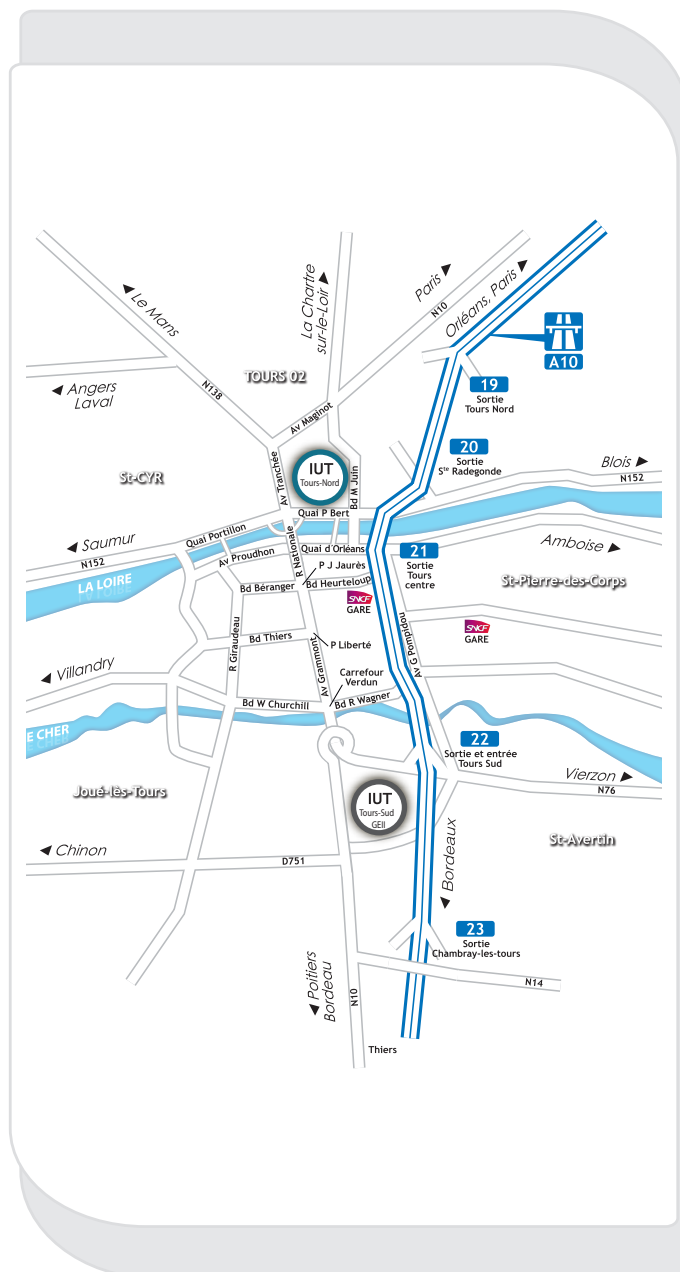 Le Mans
La Chartre
sur-le-Loir
Paris
N10
Orléans, Paris
A10
Angers
Laval
N138
TOURS 02
19
Sortie
Tours Nord
Av Maginot
20
Sortie
Ste Radegonde
Blois
N152
St-CYR
Av Tranchée
IUT
Tours-Nord
Bd M Juin
Quai P Bert
Saumur
N152
Quai Portillon
Av Proudhon
R Nationale
Quai d'Orléans
P J Jaurès
21
Sortie
Tours
centre
Amboise
St-Pierre-des-Corps
LA LOIRE
Bd Béranger
Bd Heurteloup
SNCF
GARE
SNCF
GARE
R Giraudeau
Bd Thiers
P Liberté
Av Grammont
Av G Pompidou
Villandry
Carrefour
Verdun
Bd W Churchill
Bd R Wagner
E CHER
22
Sortie et entrée
Tours Sud
Vierzon
N76
Joué-lès-Tours
IUT
Tours-Sud
GEII
St-Avertin
Chinon
D751
Bordeaux
23
Sortie
Chambray-les-tours
Poitiers
Bordeau
N10
N14
Thiers